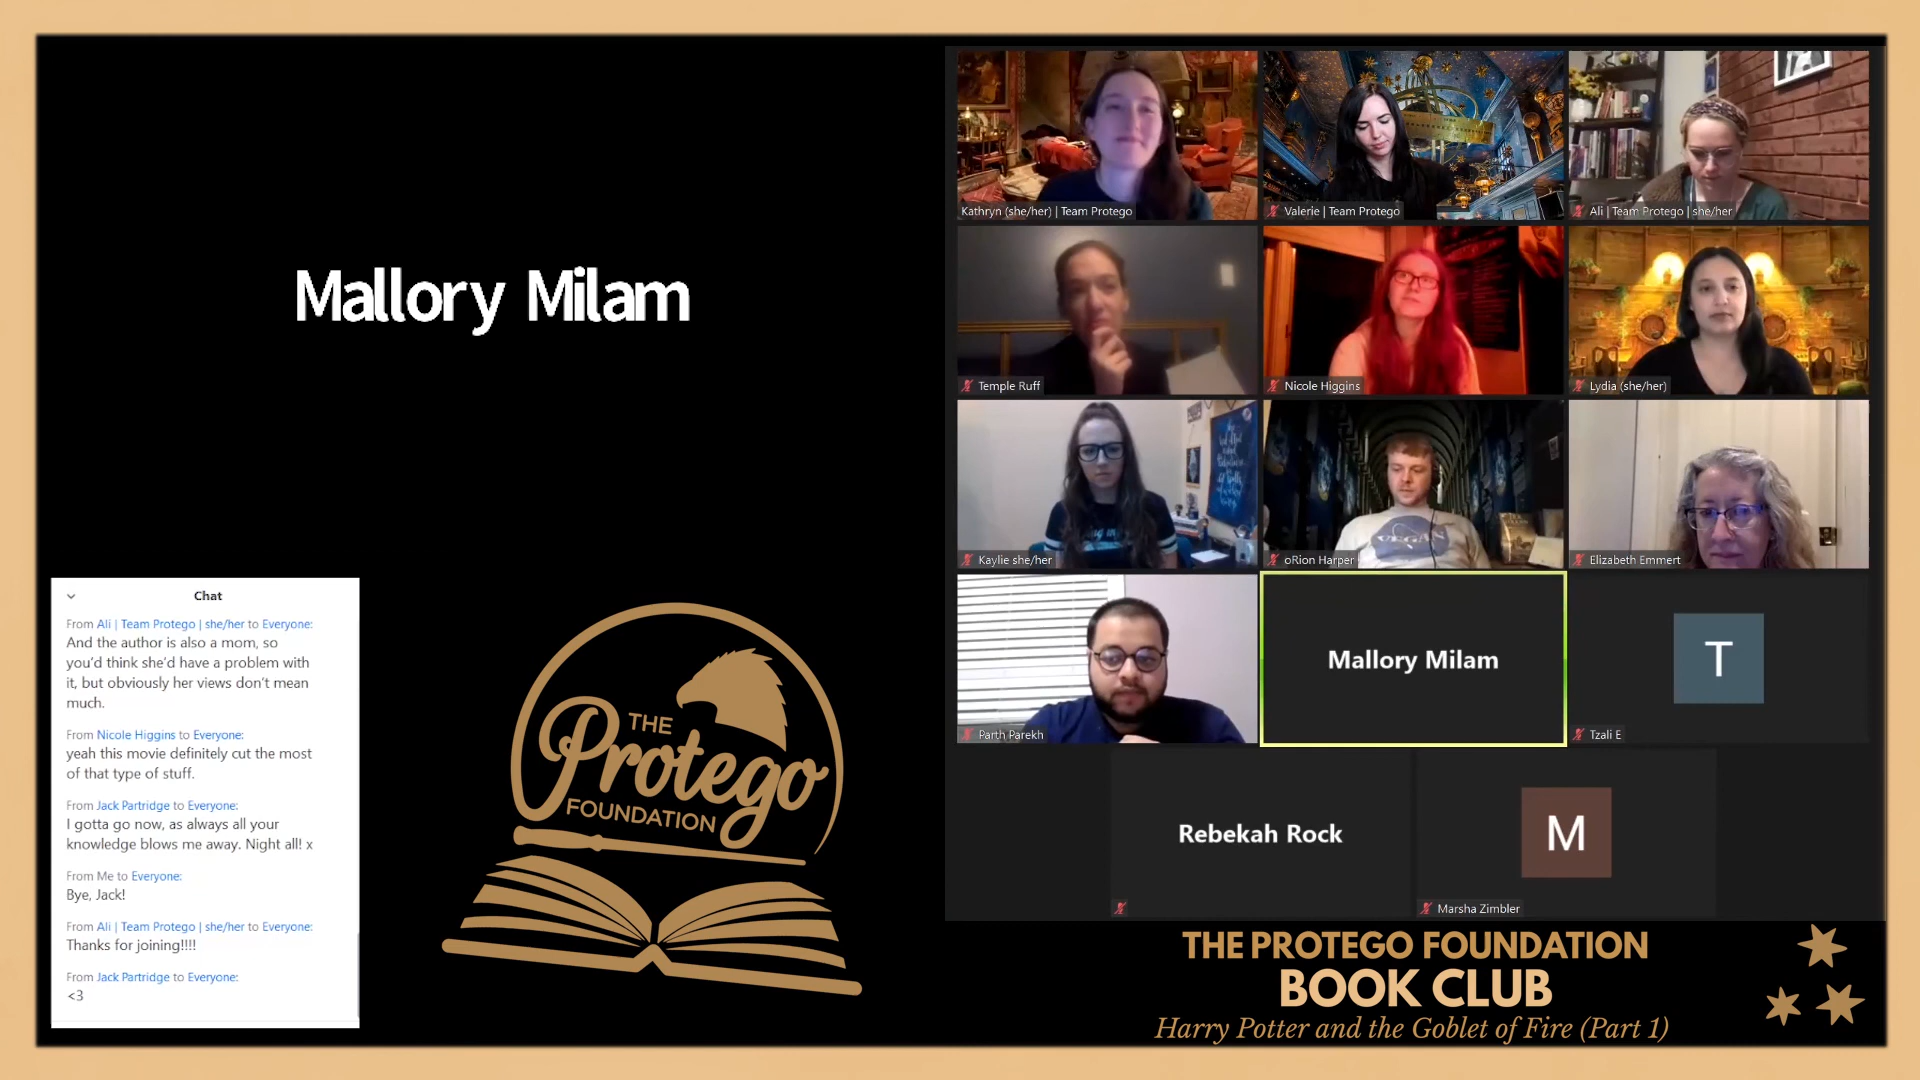 Mallory Milam
Chat
From Ali | Team Protego | she/her to Everyone:
And the author is also a mom, so
you'd think she'd have a problem with
it, but obviously her views don't mean
much.
From Nicole Higgins to Everyone:
yeah this movie definitely cut the most
of that type of stuff.
From Jack Partridge to Everyone:
I gotta go now, as always all your
knowledge blows me away. Night all! x
From Me to Everyone:
Bye, Jack!
From Ali | Team Protego | she/her to Everyone:
Thanks for joining!!!!
From Jack Partridge to Everyone:
<3
THE
Protego
FOUNDATION
Kathryn (she/her) | Team Protego
Valerie | Team Protego
Ali | Team Protego | she/her
Temple Ruff
Nicole Higgins
Lydia (she/her)
Kaylie she/her
oRion Harper
Elizabeth Emmert
Parth Parekh
Mallory Milam
T
Tzali E
Rebekah Rock
M
Marsha Zimbler
THE PROTEGO FOUNDATION
BOOK CLUB
Harry Potter and the Goblet of Fire (Part 1)